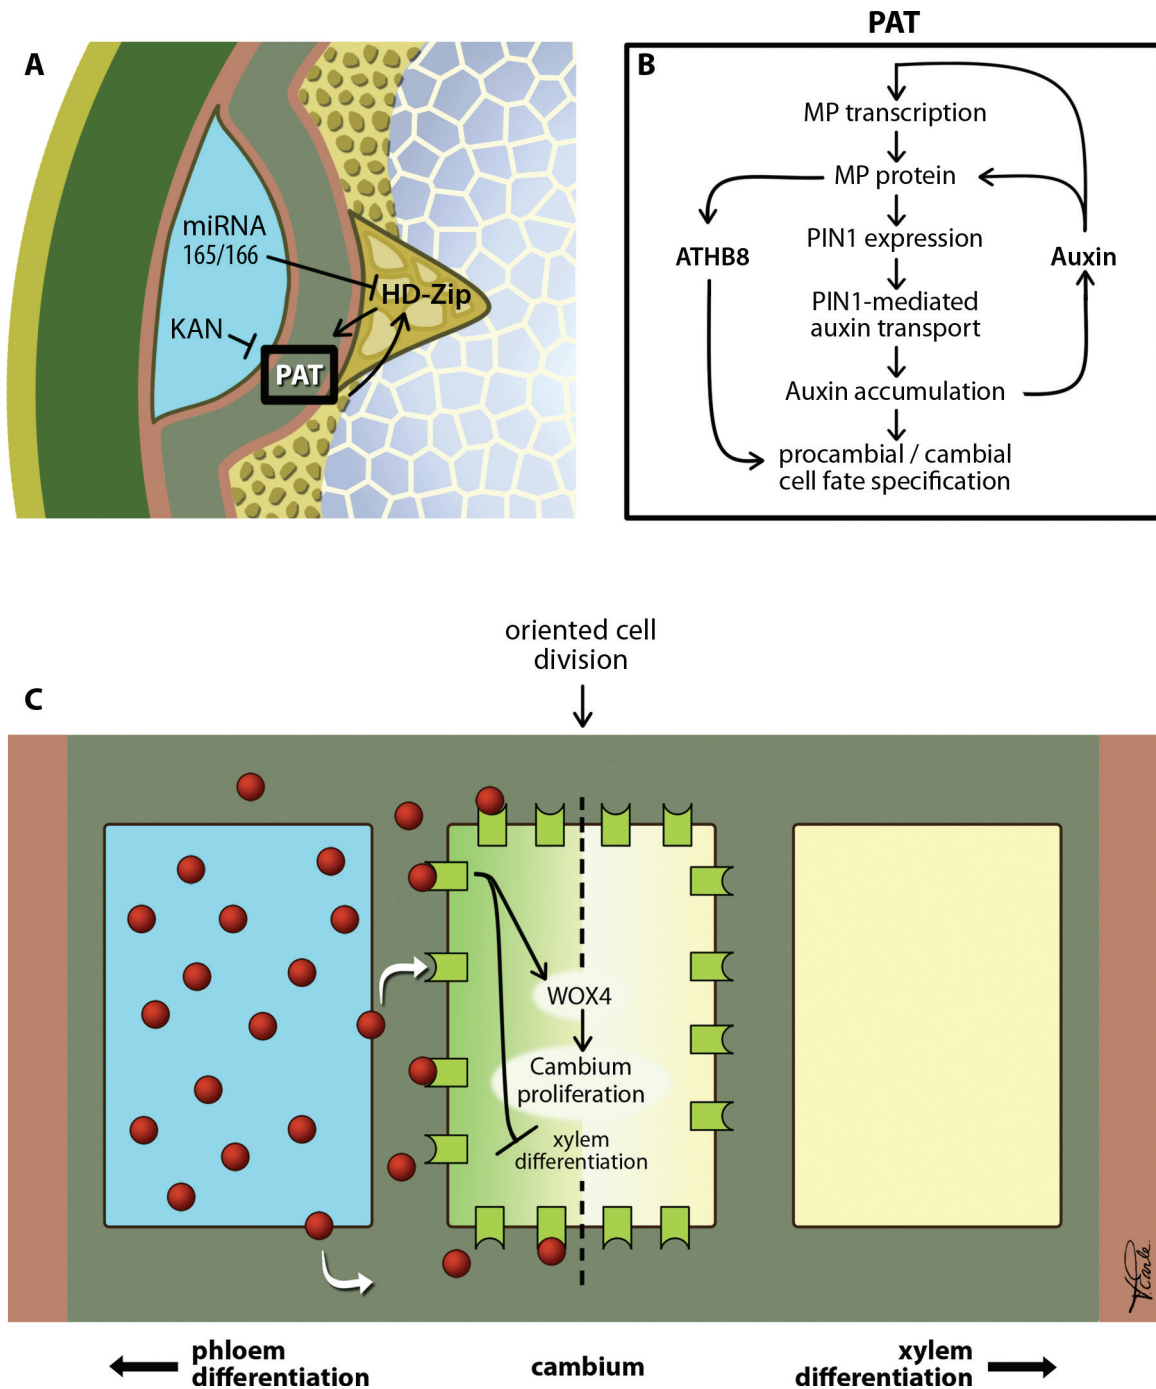 A
miRNA
165/166
KAN
HD-Zip
PAT
PAT
B
MP transcription
MP protein
PIN1 expression
ATHB8
Auxin
PIN1-mediated
auxin transport
Auxin accumulation
procambial / cambial
cell fate specification
oriented cell
division
C
WOX4
Cambium
proliferation
xylem
differentiation
phloem
differentiation
cambium
xylem
differentiation